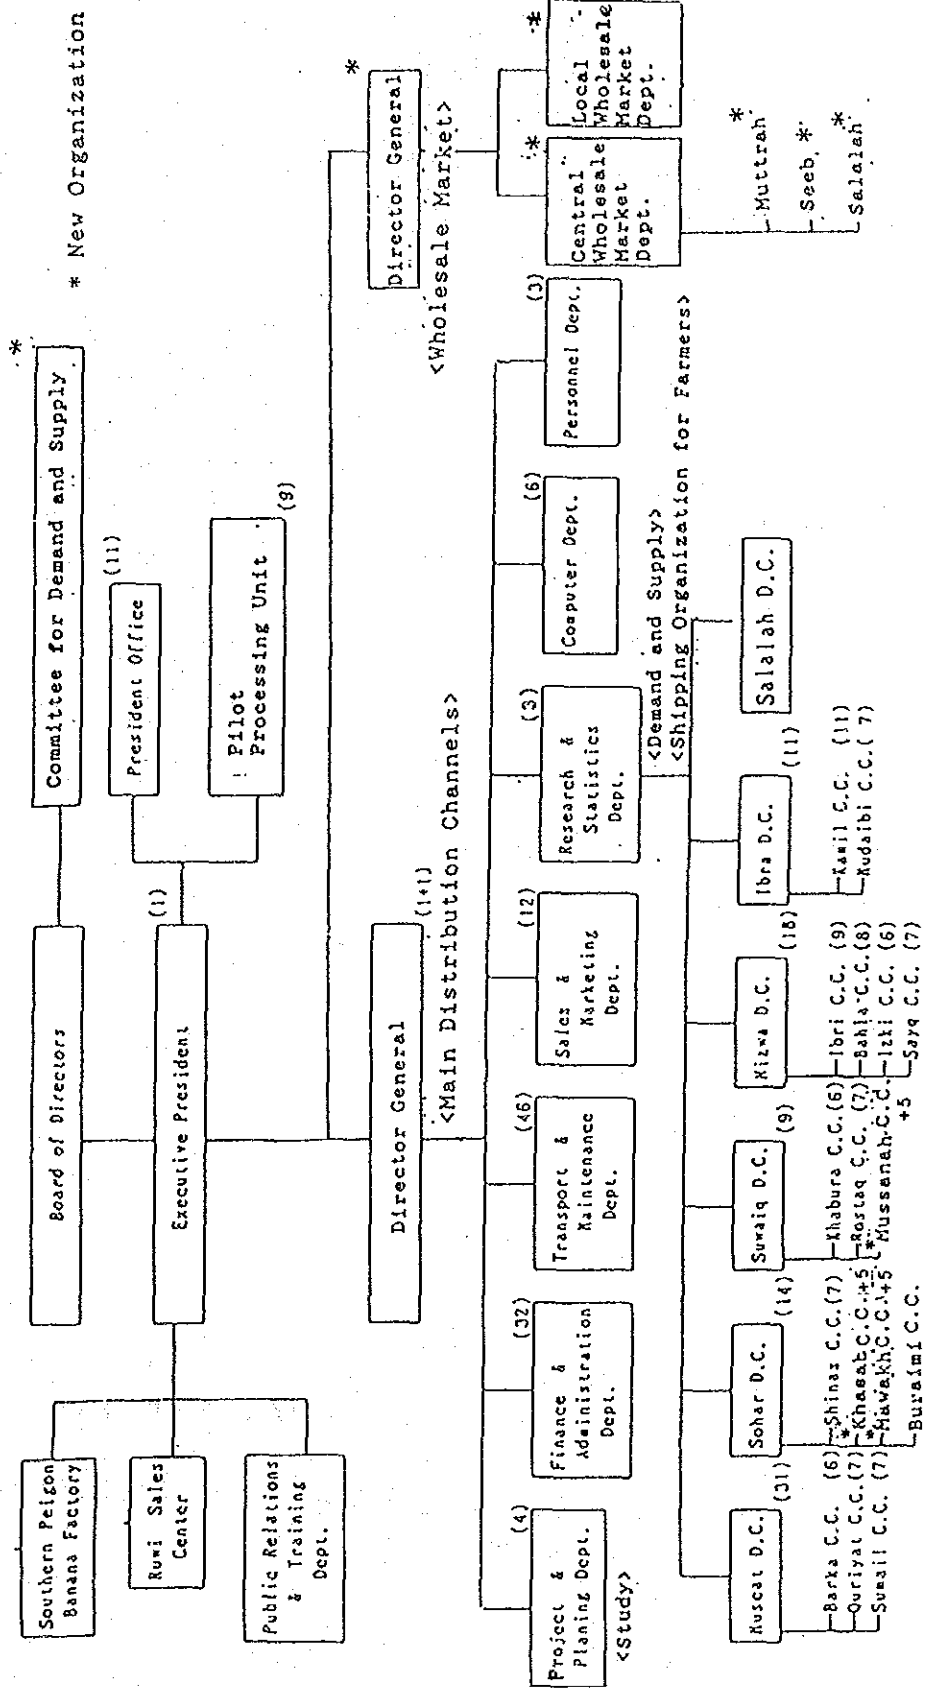 * New Organization
Board of Directors
Committee for Demand and Supply
*
Executive President
(1)
President Office
(11)
Pilot
Processing Unit
(9)
Southern Peigon
Banana Factory
Ruwi Sales
Center
Public Relations
& Training
Dept.
Director General
(1+1)
<Main Distribution Channels>
Director General
*
<Wholesale Market>
Project &
Planing Dept.
(4)
<Study>
Finance &
Administration
Dept.
(32)
Transport &
Maintenance
Dept.
(46)
Sales &
Marketing
Dept.
(12)
Research &
Statistics
Dept.
(3)
Computer Dept.
(6)
Personnel Dept.
(3)
Central
Wholesale
Market
Dept.
*
Local
Wholesale
Market
Dept.
*
Muttrah *
Seeb *
Salalah *
<Demand and Supply>
<Shipping Organization for Farmers>
Muscat D.C.
(31)
Barka C.C. (6)
Quriyat C.C. (7)
Sumail C.C. (7)
Sohar D.C.
(14)
Shinas C.C. (7)
* Khasab C.C. +5
* Mawakh C.C. +5
Buraimi C.C.
Suwaiq D.C.
(9)
Khabura C.C. (6)
Rostaq C.C. (7)
* Mussanah C.C.
+5
Nizwa D.C.
(18)
Ibri C.C. (9)
Bahla C.C. (8)
Izki C.C. (6)
Sayq C.C. (7)
Ibra D.C.
(11)
Kamil C.C. (11)
Kudaibi C.C. (7)
Salalah D.C.